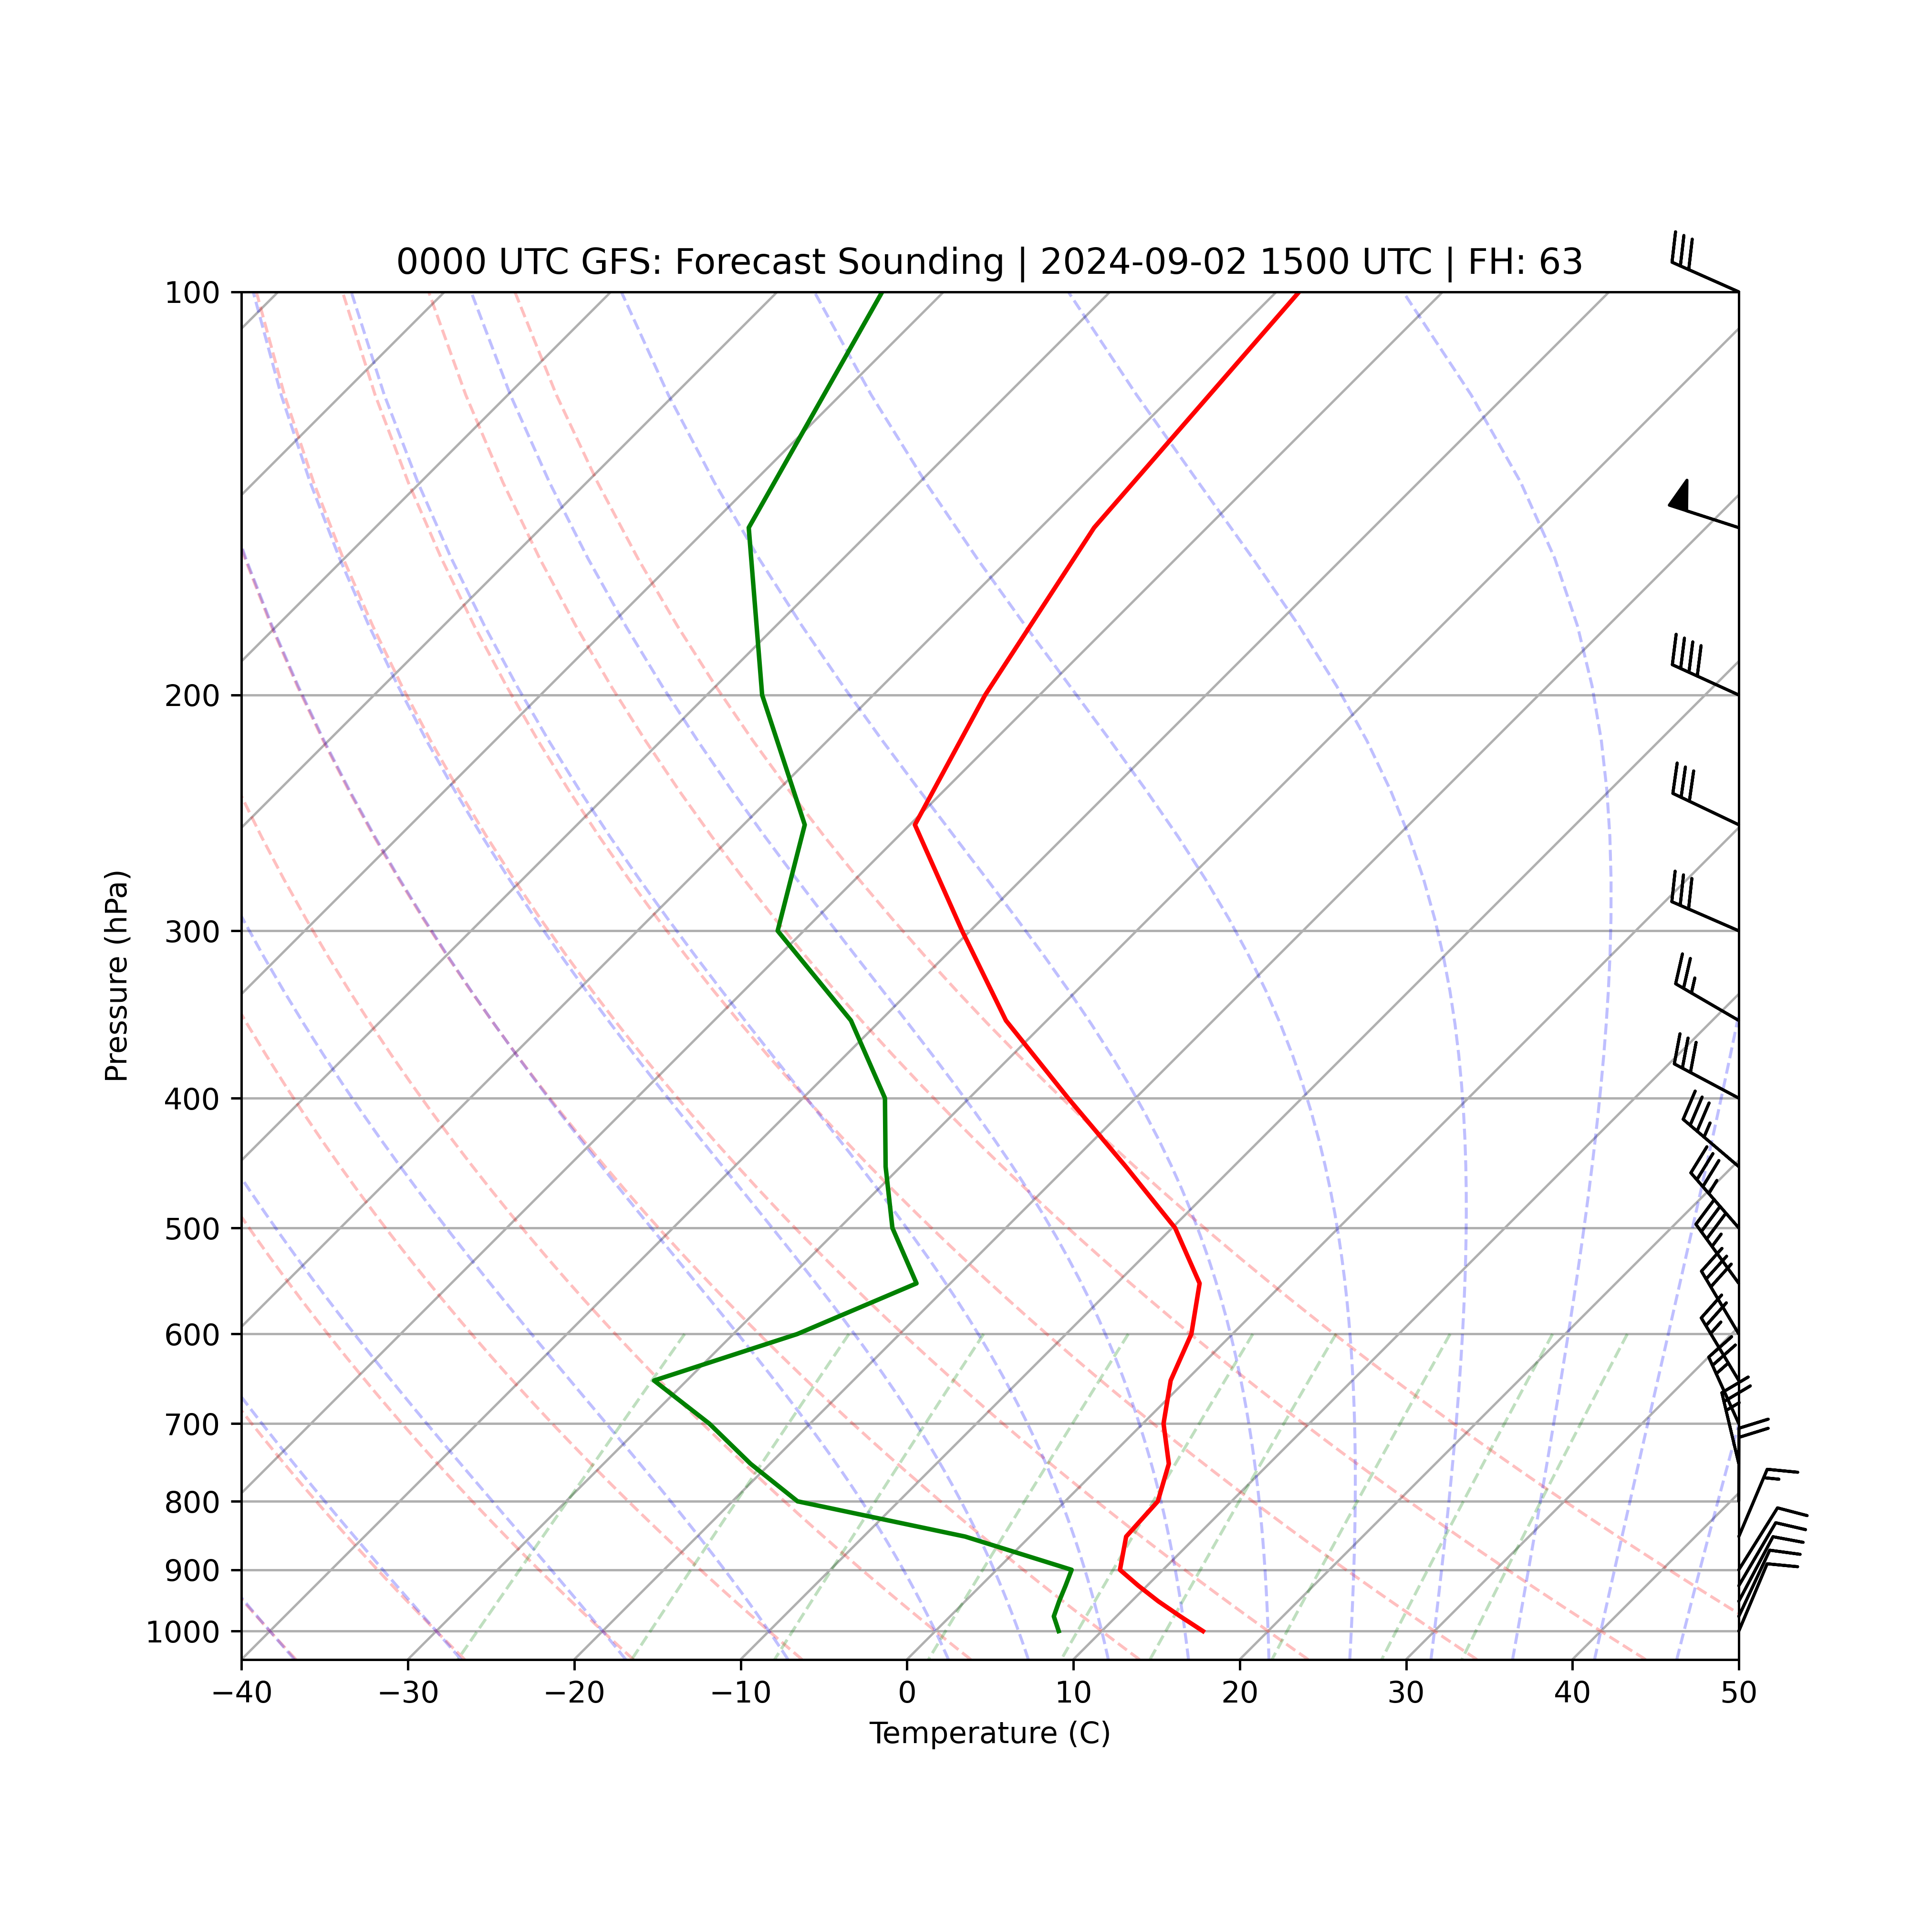 0000 UTC GFS: Forecast Sounding | 2024-09-02 1500 UTC | FH: 63
100
200
300
400
500
600
700
800
900
1000
Pressure (hPa)
−40 −30 −20 −10 0 10 20 30 40 50
Temperature (C)